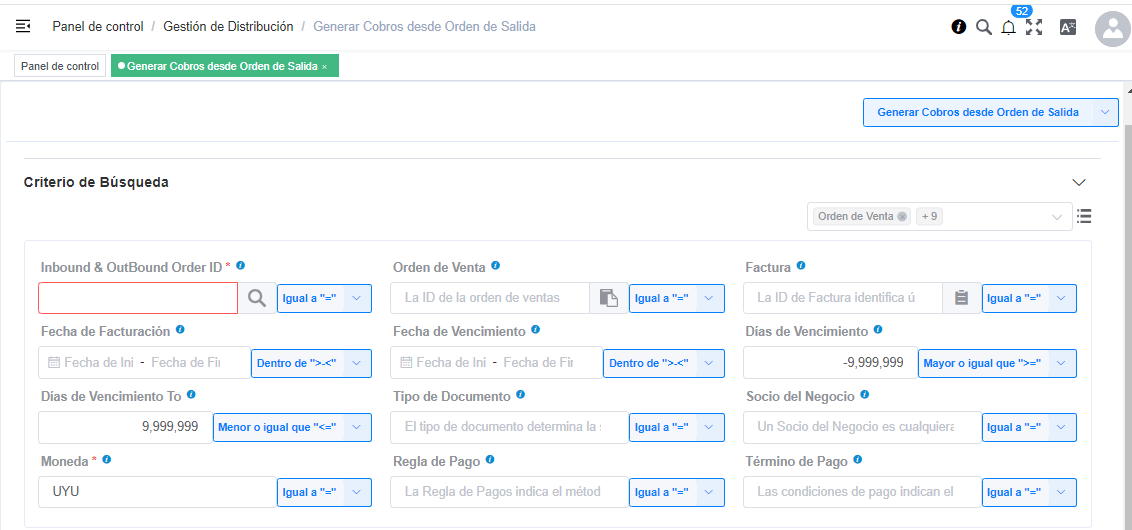 Panel de control / Gestión de Distribución / Generar Cobros desde Orden de Salida
52
Panel de control
Generar Cobros desde Orden de Salida ×
Generar Cobros desde Orden de Salida
Criterio de Búsqueda
Orden de Venta + 9
Inbound & OutBound Order ID * Orden de Venta Factura
Igual a "=" La ID de la orden de ventas Igual a "=" La ID de Factura identifica ú Igual a "="
Fecha de Facturación Fecha de Vencimiento Días de Vencimiento
Fecha de Ini - Fecha de Fin Dentro de ">-<" Fecha de Ini - Fecha de Fin Dentro de ">-<" -9,999,999 Mayor o igual que ">="
Días de Vencimiento To Tipo de Documento Socio del Negocio
9,999,999 Menor o igual que "<=" El tipo de documento determina la s Igual a "=" Un Socio del Negocio es cualquiera Igual a "="
Moneda * Regla de Pago Término de Pago
UYU Igual a "=" La Regla de Pagos indica el métod Igual a "=" Las condiciones de pago indican el Igual a "="